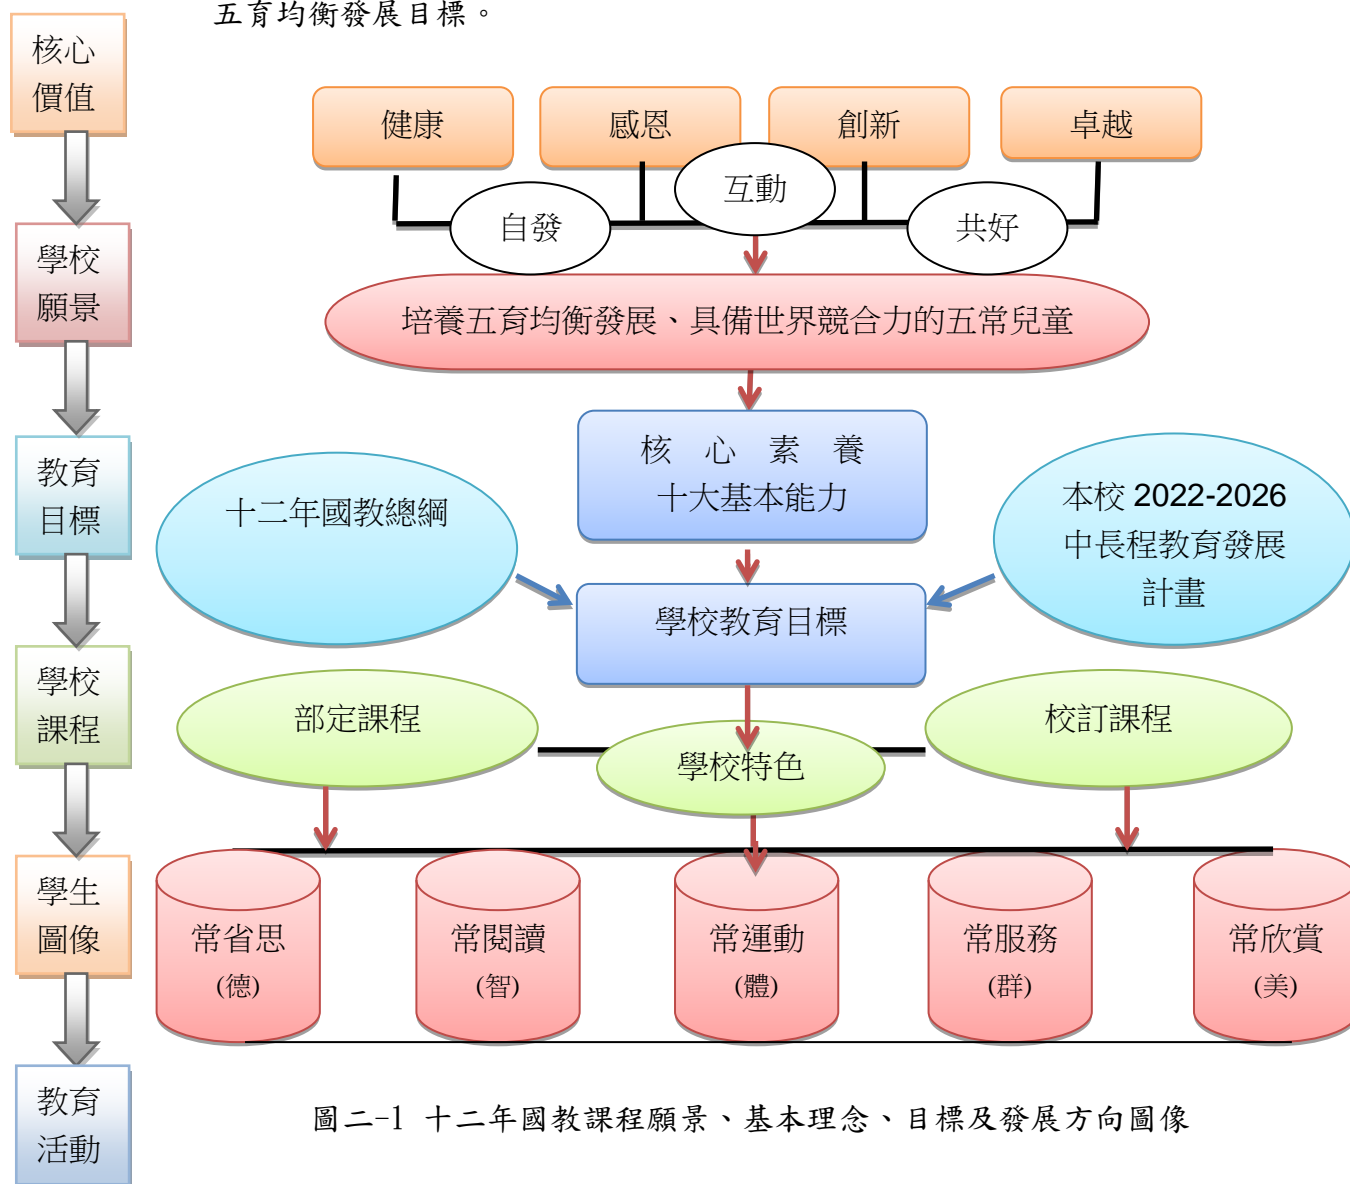 五育均衡發展目標。
核心
價值
健康
感恩
創新
卓越
互動
自發
共好
學校
願景
培養五育均衡發展、具備世界競合力的五常兒童
教育
目標
核 心 素 養
十大基本能力
十二年國教總綱
本校 2022-2026
中長程教育發展
計畫
學校教育目標
學校
課程
部定課程
學校特色
校訂課程
學生
圖像
常省思
(德)
常閱讀
(智)
常運動
(體)
常服務
(群)
常欣賞
(美)
教育
活動
圖二-1 十二年國教課程願景、基本理念、目標及發展方向圖像